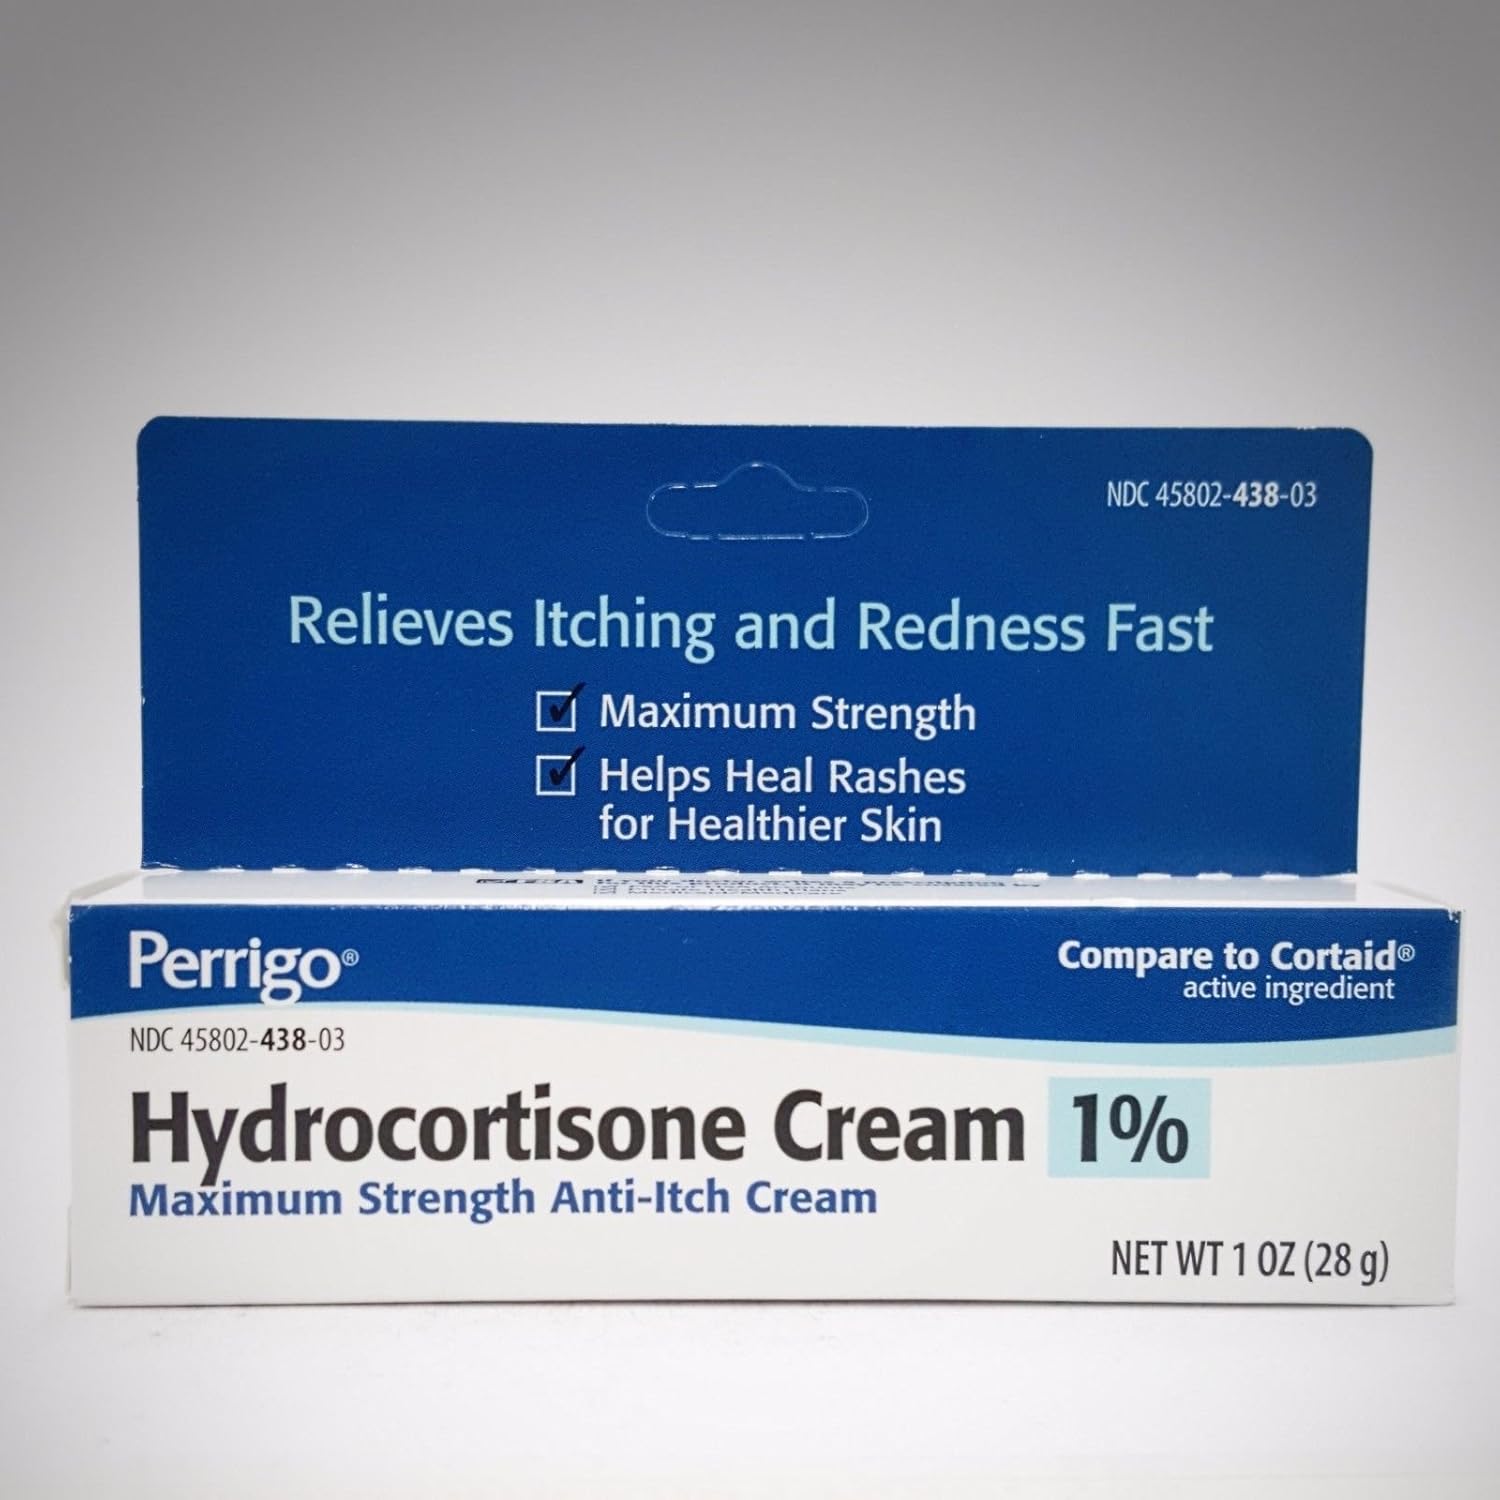 NDC 45802-438-03
Relieves Itching and Redness Fast
Maximum Strength
Helps Heal Rashes
for Healthier Skin
Perrigo®
Compare to Cortaid®
active ingredient
NDC 45802-438-03
Hydrocortisone Cream 1%
Maximum Strength Anti-Itch Cream
NET WT 1 OZ (28 g)